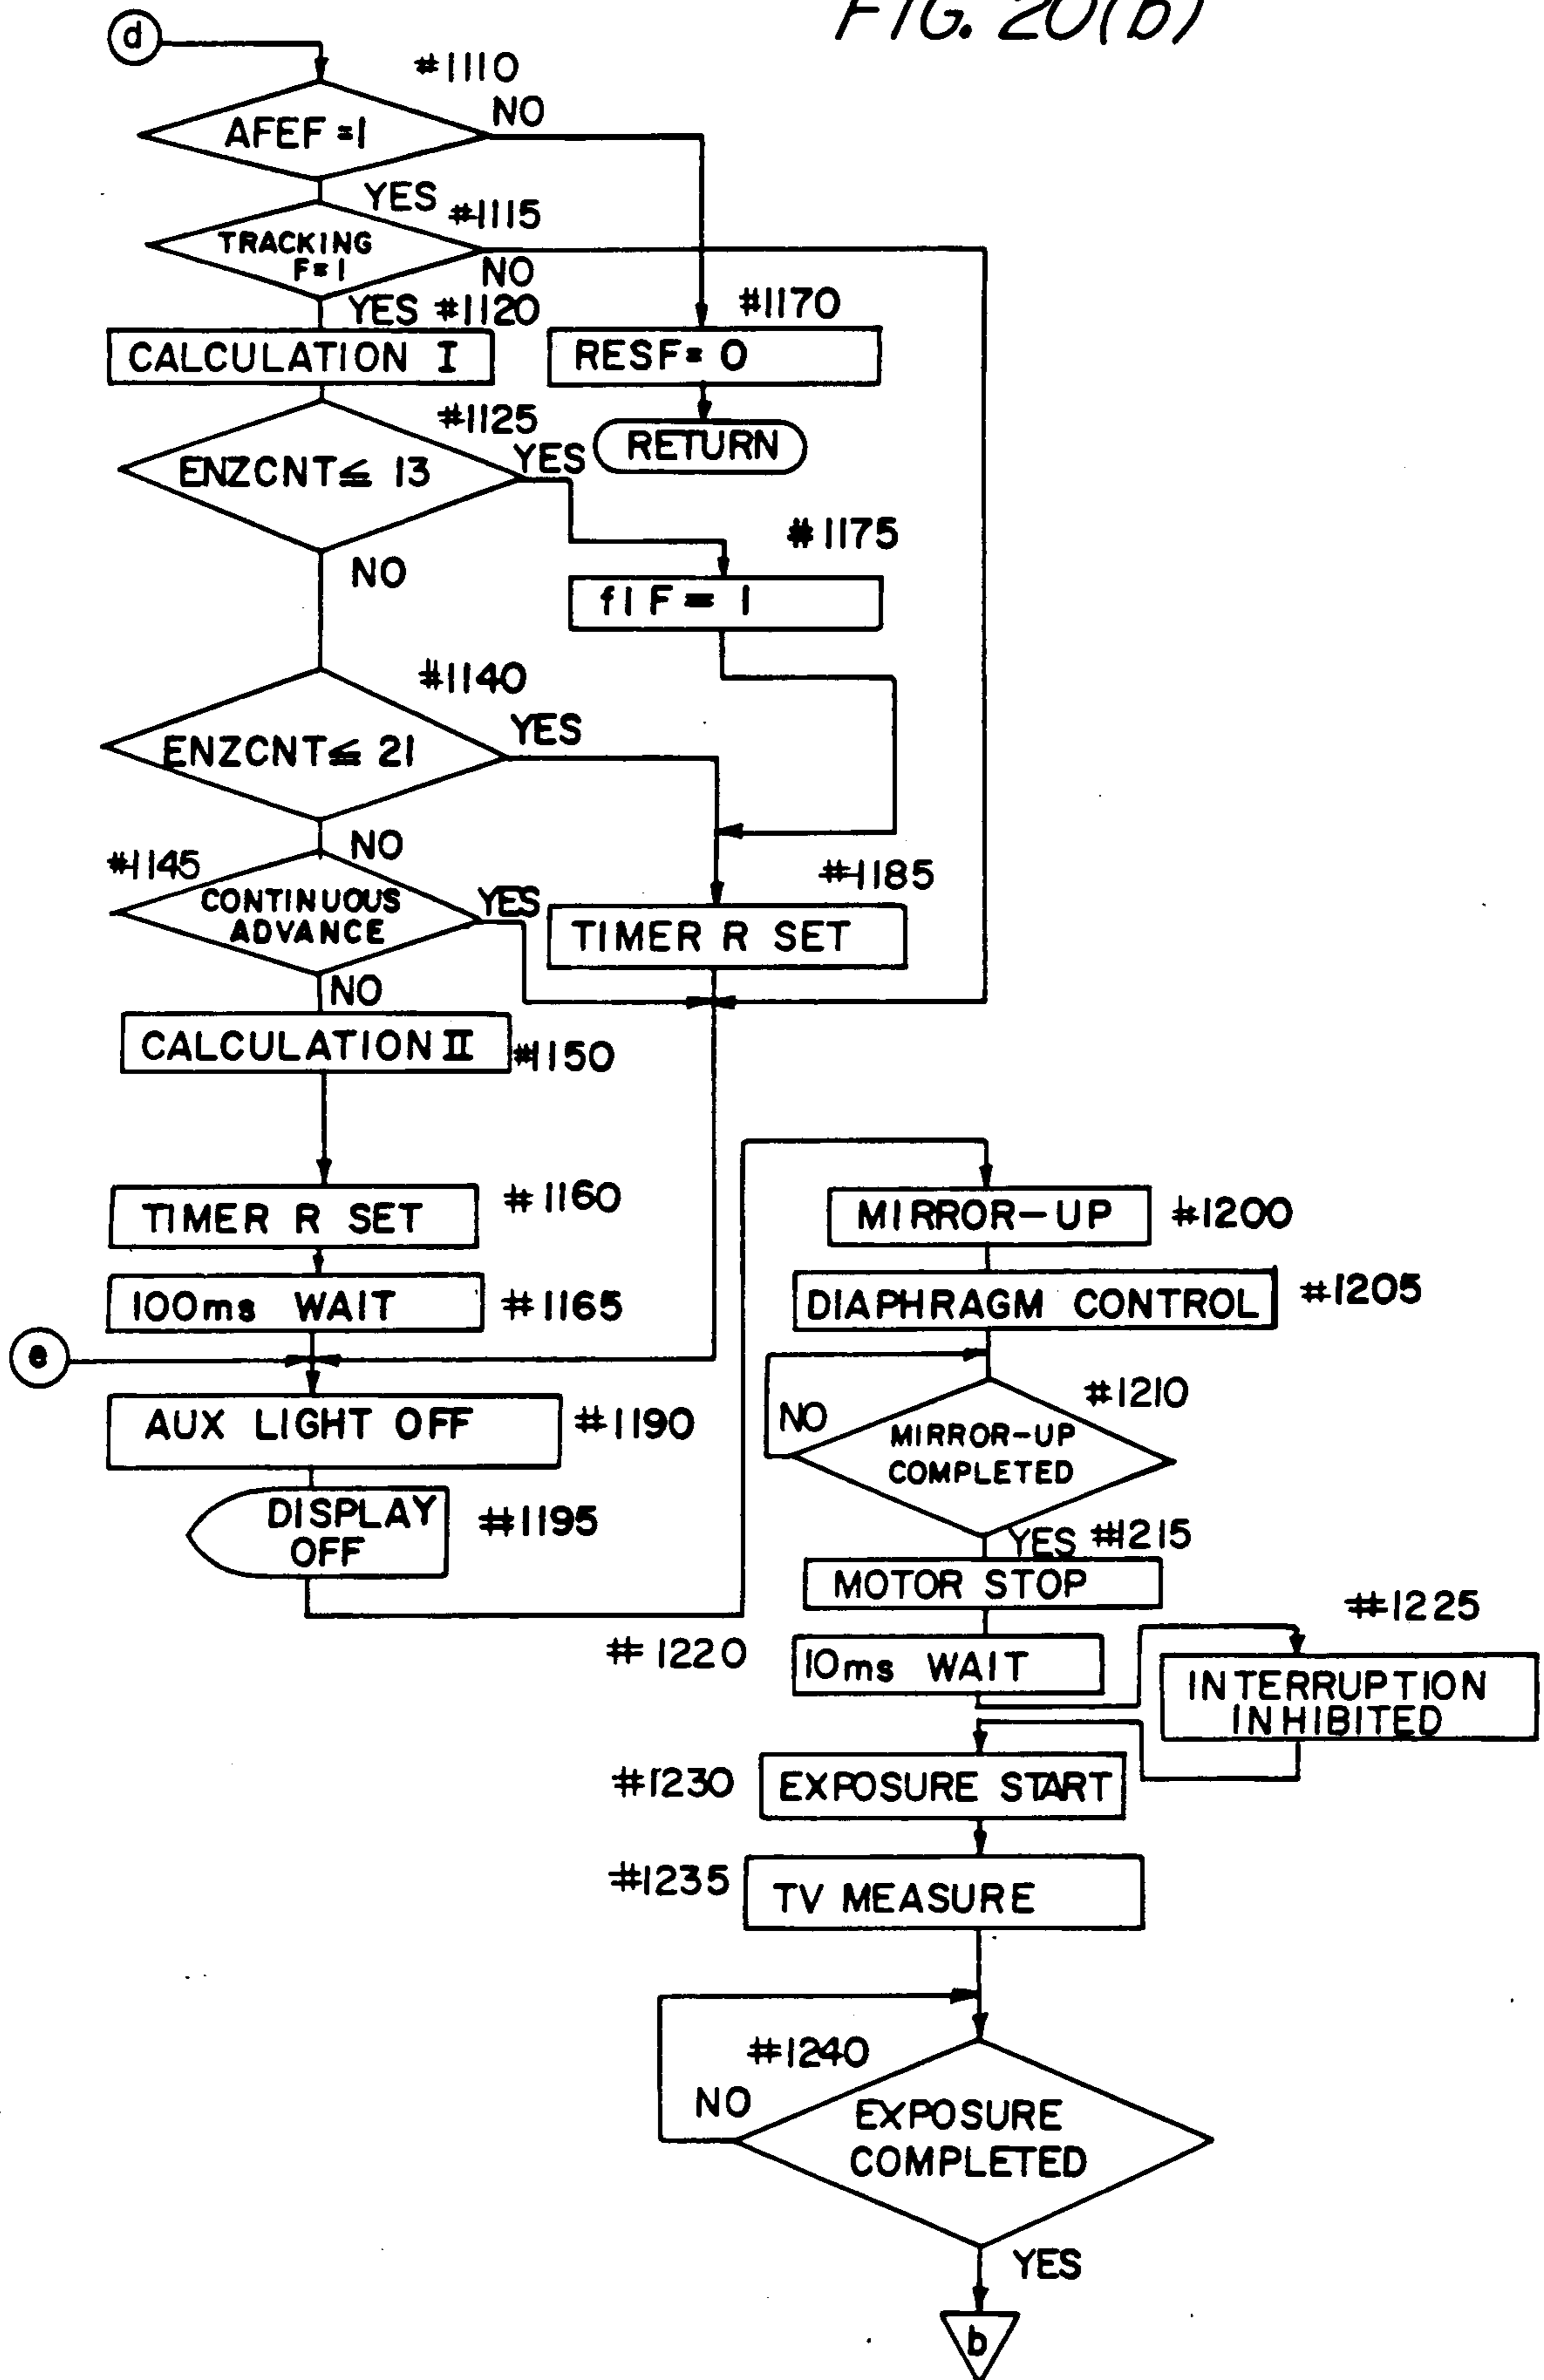 FIG. 20(b)
d
#1110
AFEF=1
NO
YES
#1115
TRACKING
F=1
NO
YES #1120
CALCULATION I
#1170
RESF=0
RETURN
#1125
ENZCNT≦ 13
YES
NO
#1175
f1F=1
#1140
ENZCNT≦ 21
YES
NO
#1145
CONTINUOUS
ADVANCE
YES
#1185
TIMER R SET
NO
CALCULATION II
#1150
TIMER R SET
#1160
100ms WAIT
#1165
e
AUX LIGHT OFF
#1190
DISPLAY
OFF
#1195
MIRROR-UP
#1200
DIAPHRAGM CONTROL
#1205
#1210
NO
MIRROR-UP
COMPLETED
YES #1215
MOTOR STOP
#1220
10ms WAIT
#1225
INTERRUPTION
INHIBITED
#1230
EXPOSURE START
#1235
TV MEASURE
#1240
NO
EXPOSURE
COMPLETED
YES
b